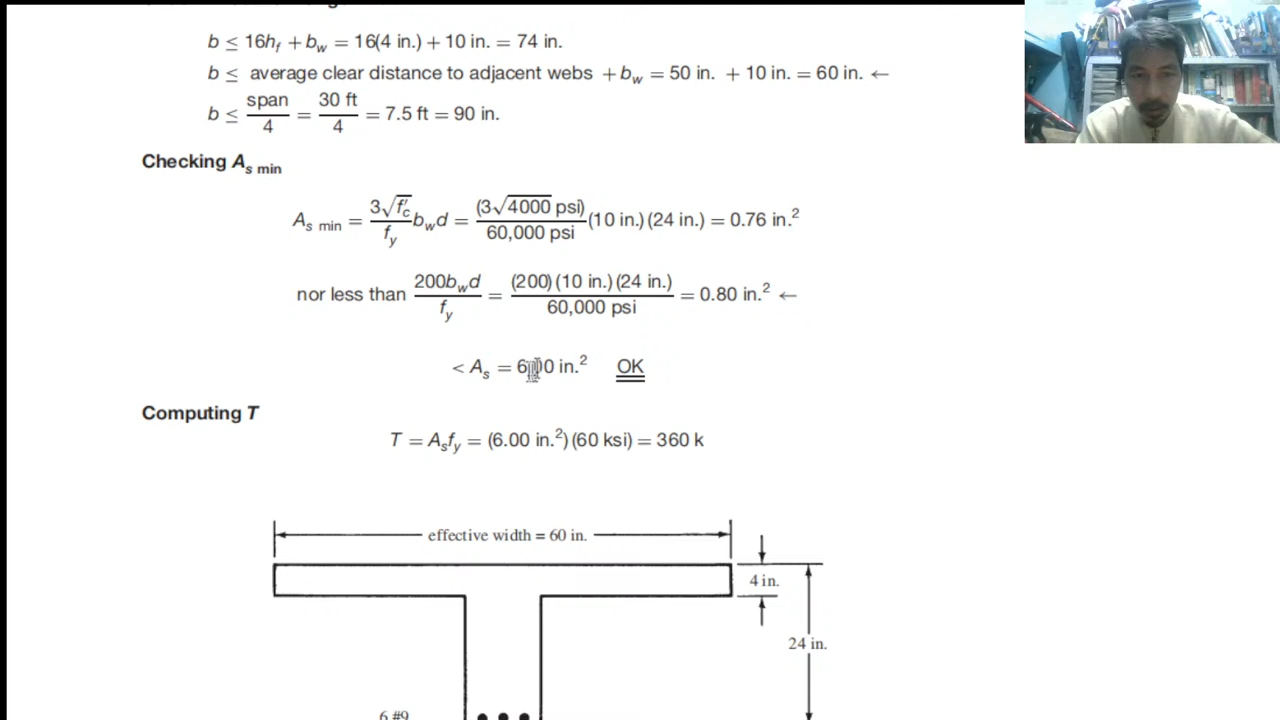 b ≤ 16h_f + b_w = 16(4 in.) + 10 in. = 74 in.
b ≤ average clear distance to adjacent webs + b_w = 50 in. + 10 in. = 60 in. ←
b ≤ span/4 = 30 ft/4 = 7.5 ft = 90 in.
Checking A_s min
A_s min = 3√f′_c/f_y b_w d = (3√4000 psi)/60,000 psi (10 in.)(24 in.) = 0.76 in.²
nor less than 200b_w d/f_y = (200)(10 in.)(24 in.)/60,000 psi = 0.80 in.² ←
< A_s = 6.00 in.² OK
Computing T
T = A_s f_y = (6.00 in.²)(60 ksi) = 360 k
effective width = 60 in.
4 in.
24 in.
6 #9